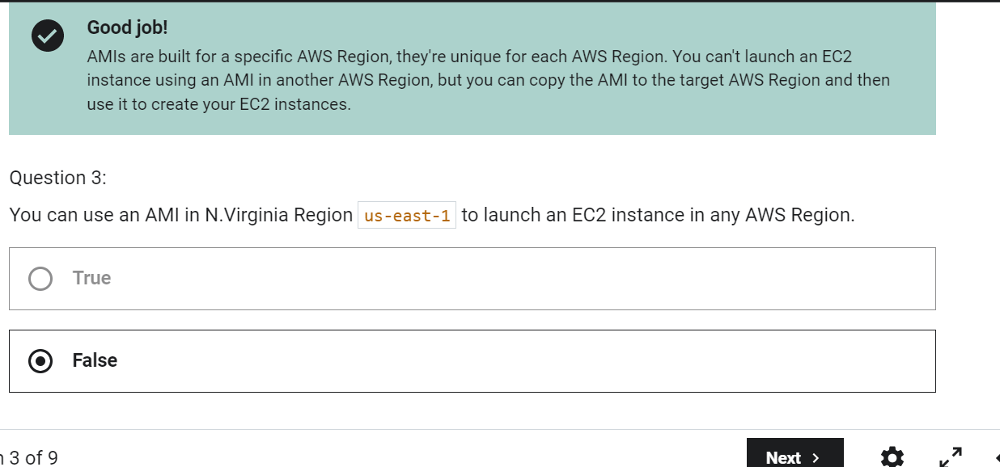 Good job!
AMIs are built for a specific AWS Region, they're unique for each AWS Region. You can't launch an EC2
instance using an AMI in another AWS Region, but you can copy the AMI to the target AWS Region and then
use it to create your EC2 instances.
Question 3:
You can use an AMI in N.Virginia Region us-east-1 to launch an EC2 instance in any AWS Region.
True
False
3 of 9
Next